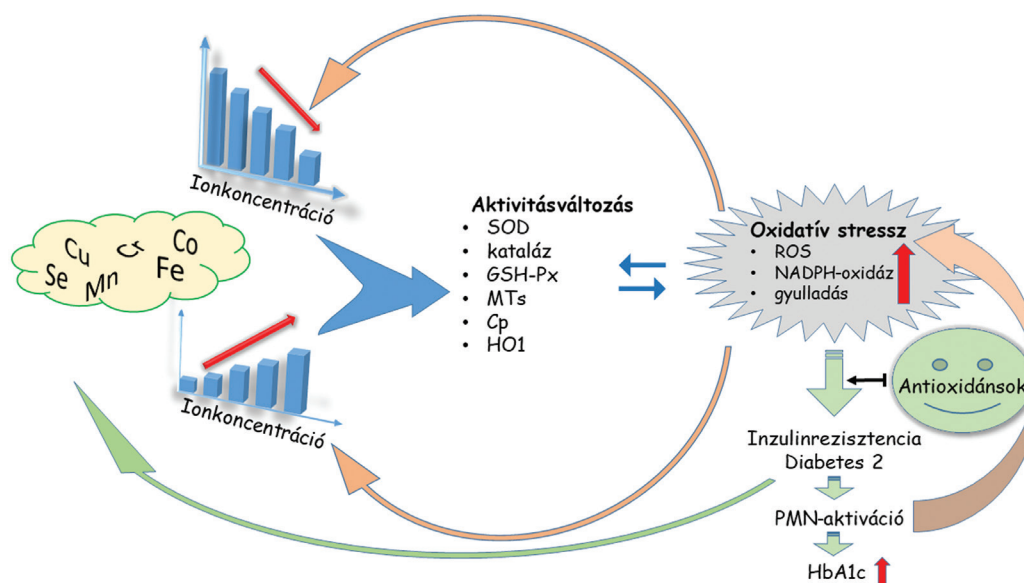 Ionkoncentráció
Cu
Cr
Co
Se
Mn
Fe
Ionkoncentráció
Aktivitásváltozás
• SOD
• kataláz
• GSH-Px
• MTs
• Cp
• HO1
Oxidatív stressz
• ROS
• NADPH-oxidáz
• gyulladás
Antioxidánsok
Inzulinrezisztencia
Diabetes 2
PMN-aktiváció
HbA1c